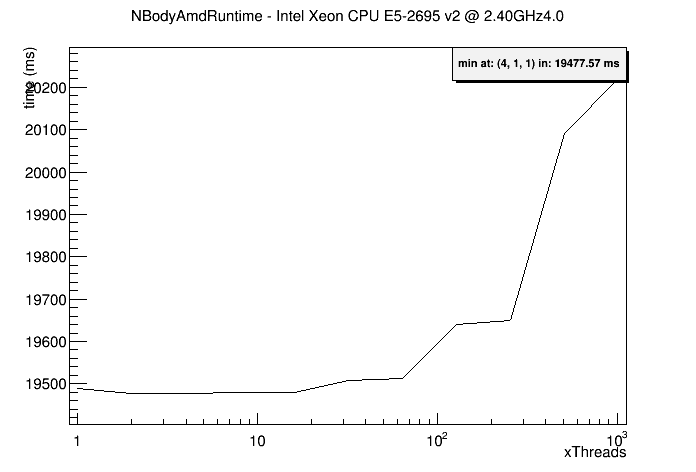 NBodyAmdRuntime - Intel Xeon CPU E5-2695 v2 @ 2.40GHz4.0
min at: (4, 1, 1) in: 19477.57 ms
time (ms)
20200
20100
20000
19900
19800
19700
19600
19500
1 10 10² 10³
xThreads